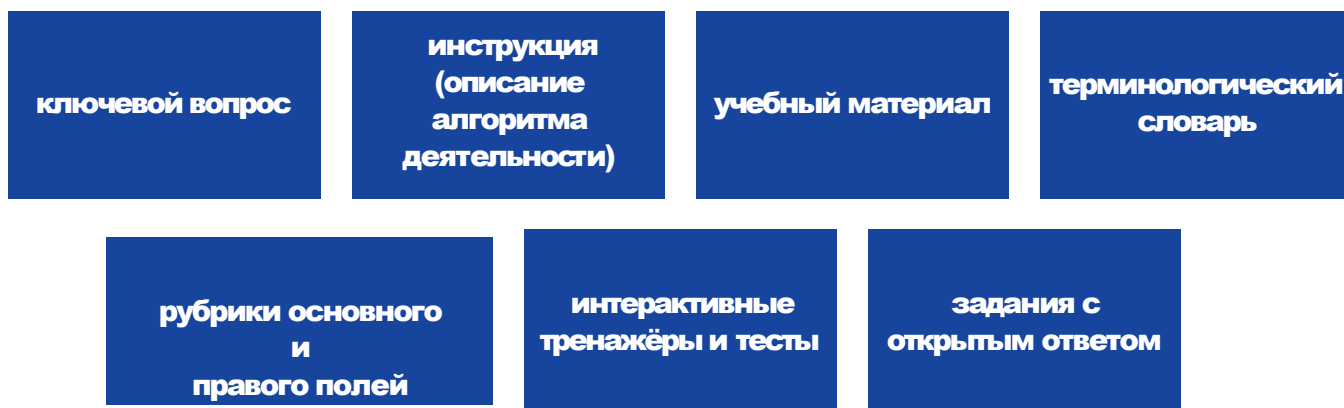 ключевой вопрос
инструкция
(описание
алгоритма
деятельности)
учебный материал
терминологический
словарь
рубрики основного
и
правого полей
интерактивные
тренажёры и тесты
задания с
открытым ответом